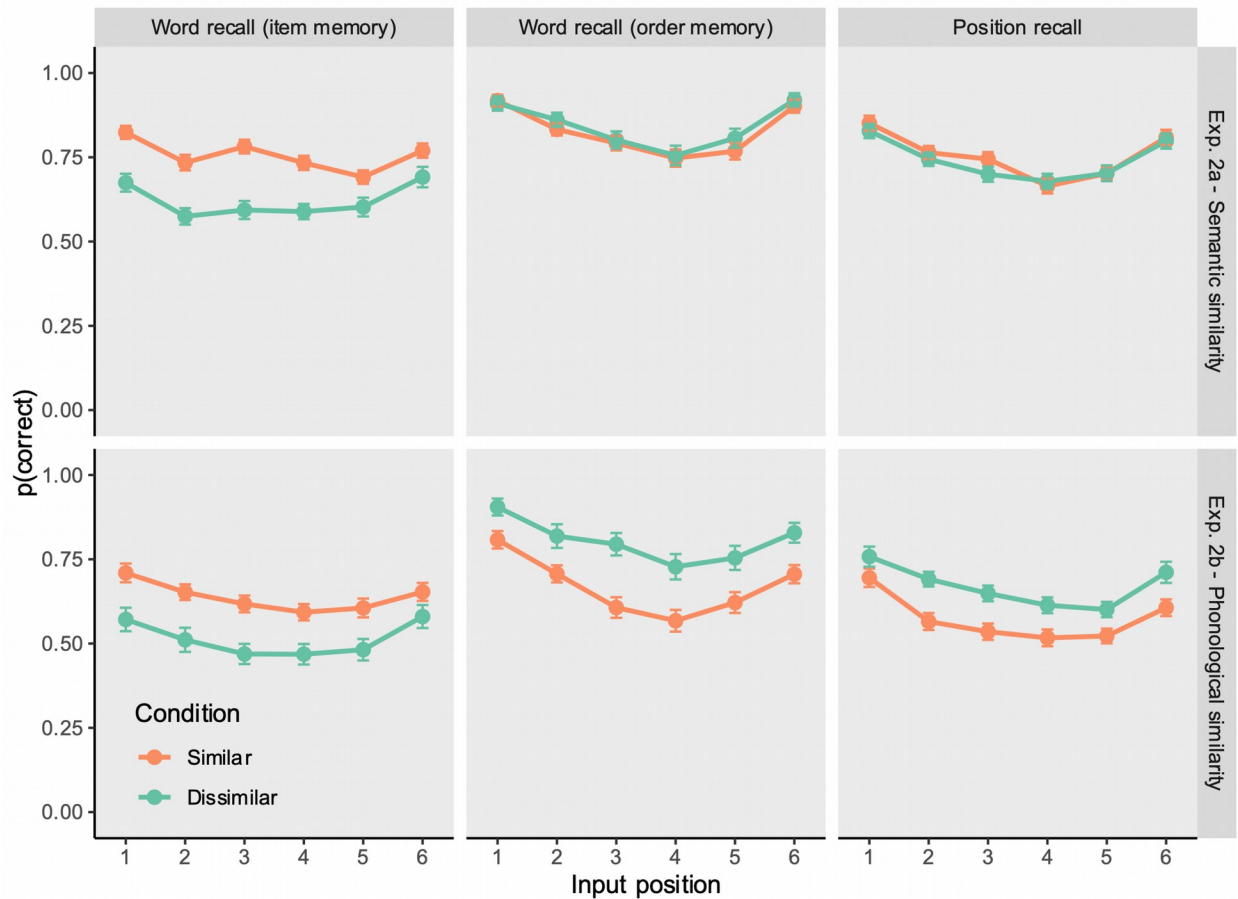 Word recall (item memory)
Word recall (order memory)
Position recall
1.00
0.75
0.50
0.25
0.00
Exp. 2a - Semantic similarity
p(correct)
1.00
0.75
0.50
0.25
0.00
Exp. 2b - Phonological similarity
Condition
Similar
Dissimilar
1 2 3 4 5 6
1 2 3 4 5 6
1 2 3 4 5 6
Input position